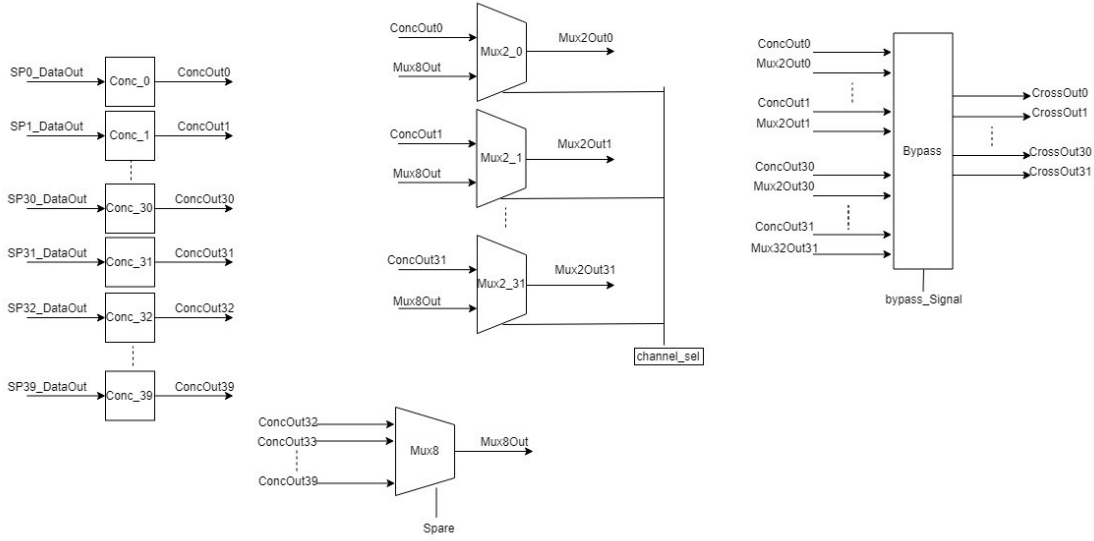 SP0_DataOut Conc_0 ConcOut0
SP1_DataOut Conc_1 ConcOut1
SP30_DataOut Conc_30 ConcOut30
SP31_DataOut Conc_31 ConcOut31
SP32_DataOut Conc_32 ConcOut32
SP39_DataOut Conc_39 ConcOut39
ConcOut0
Mux8Out
Mux2_0
Mux2Out0
ConcOut1
Mux8Out
Mux2_1
Mux2Out1
ConcOut31
Mux8Out
Mux2_31
Mux2Out31
channel_sel
ConcOut32
ConcOut33
ConcOut39
Mux8
Mux8Out
Spare
ConcOut0
Mux2Out0
ConcOut1
Mux2Out1
ConcOut30
Mux2Out30
ConcOut31
Mux32Out31
Bypass
CrossOut0
CrossOut1
CrossOut30
CrossOut31
bypass_Signal